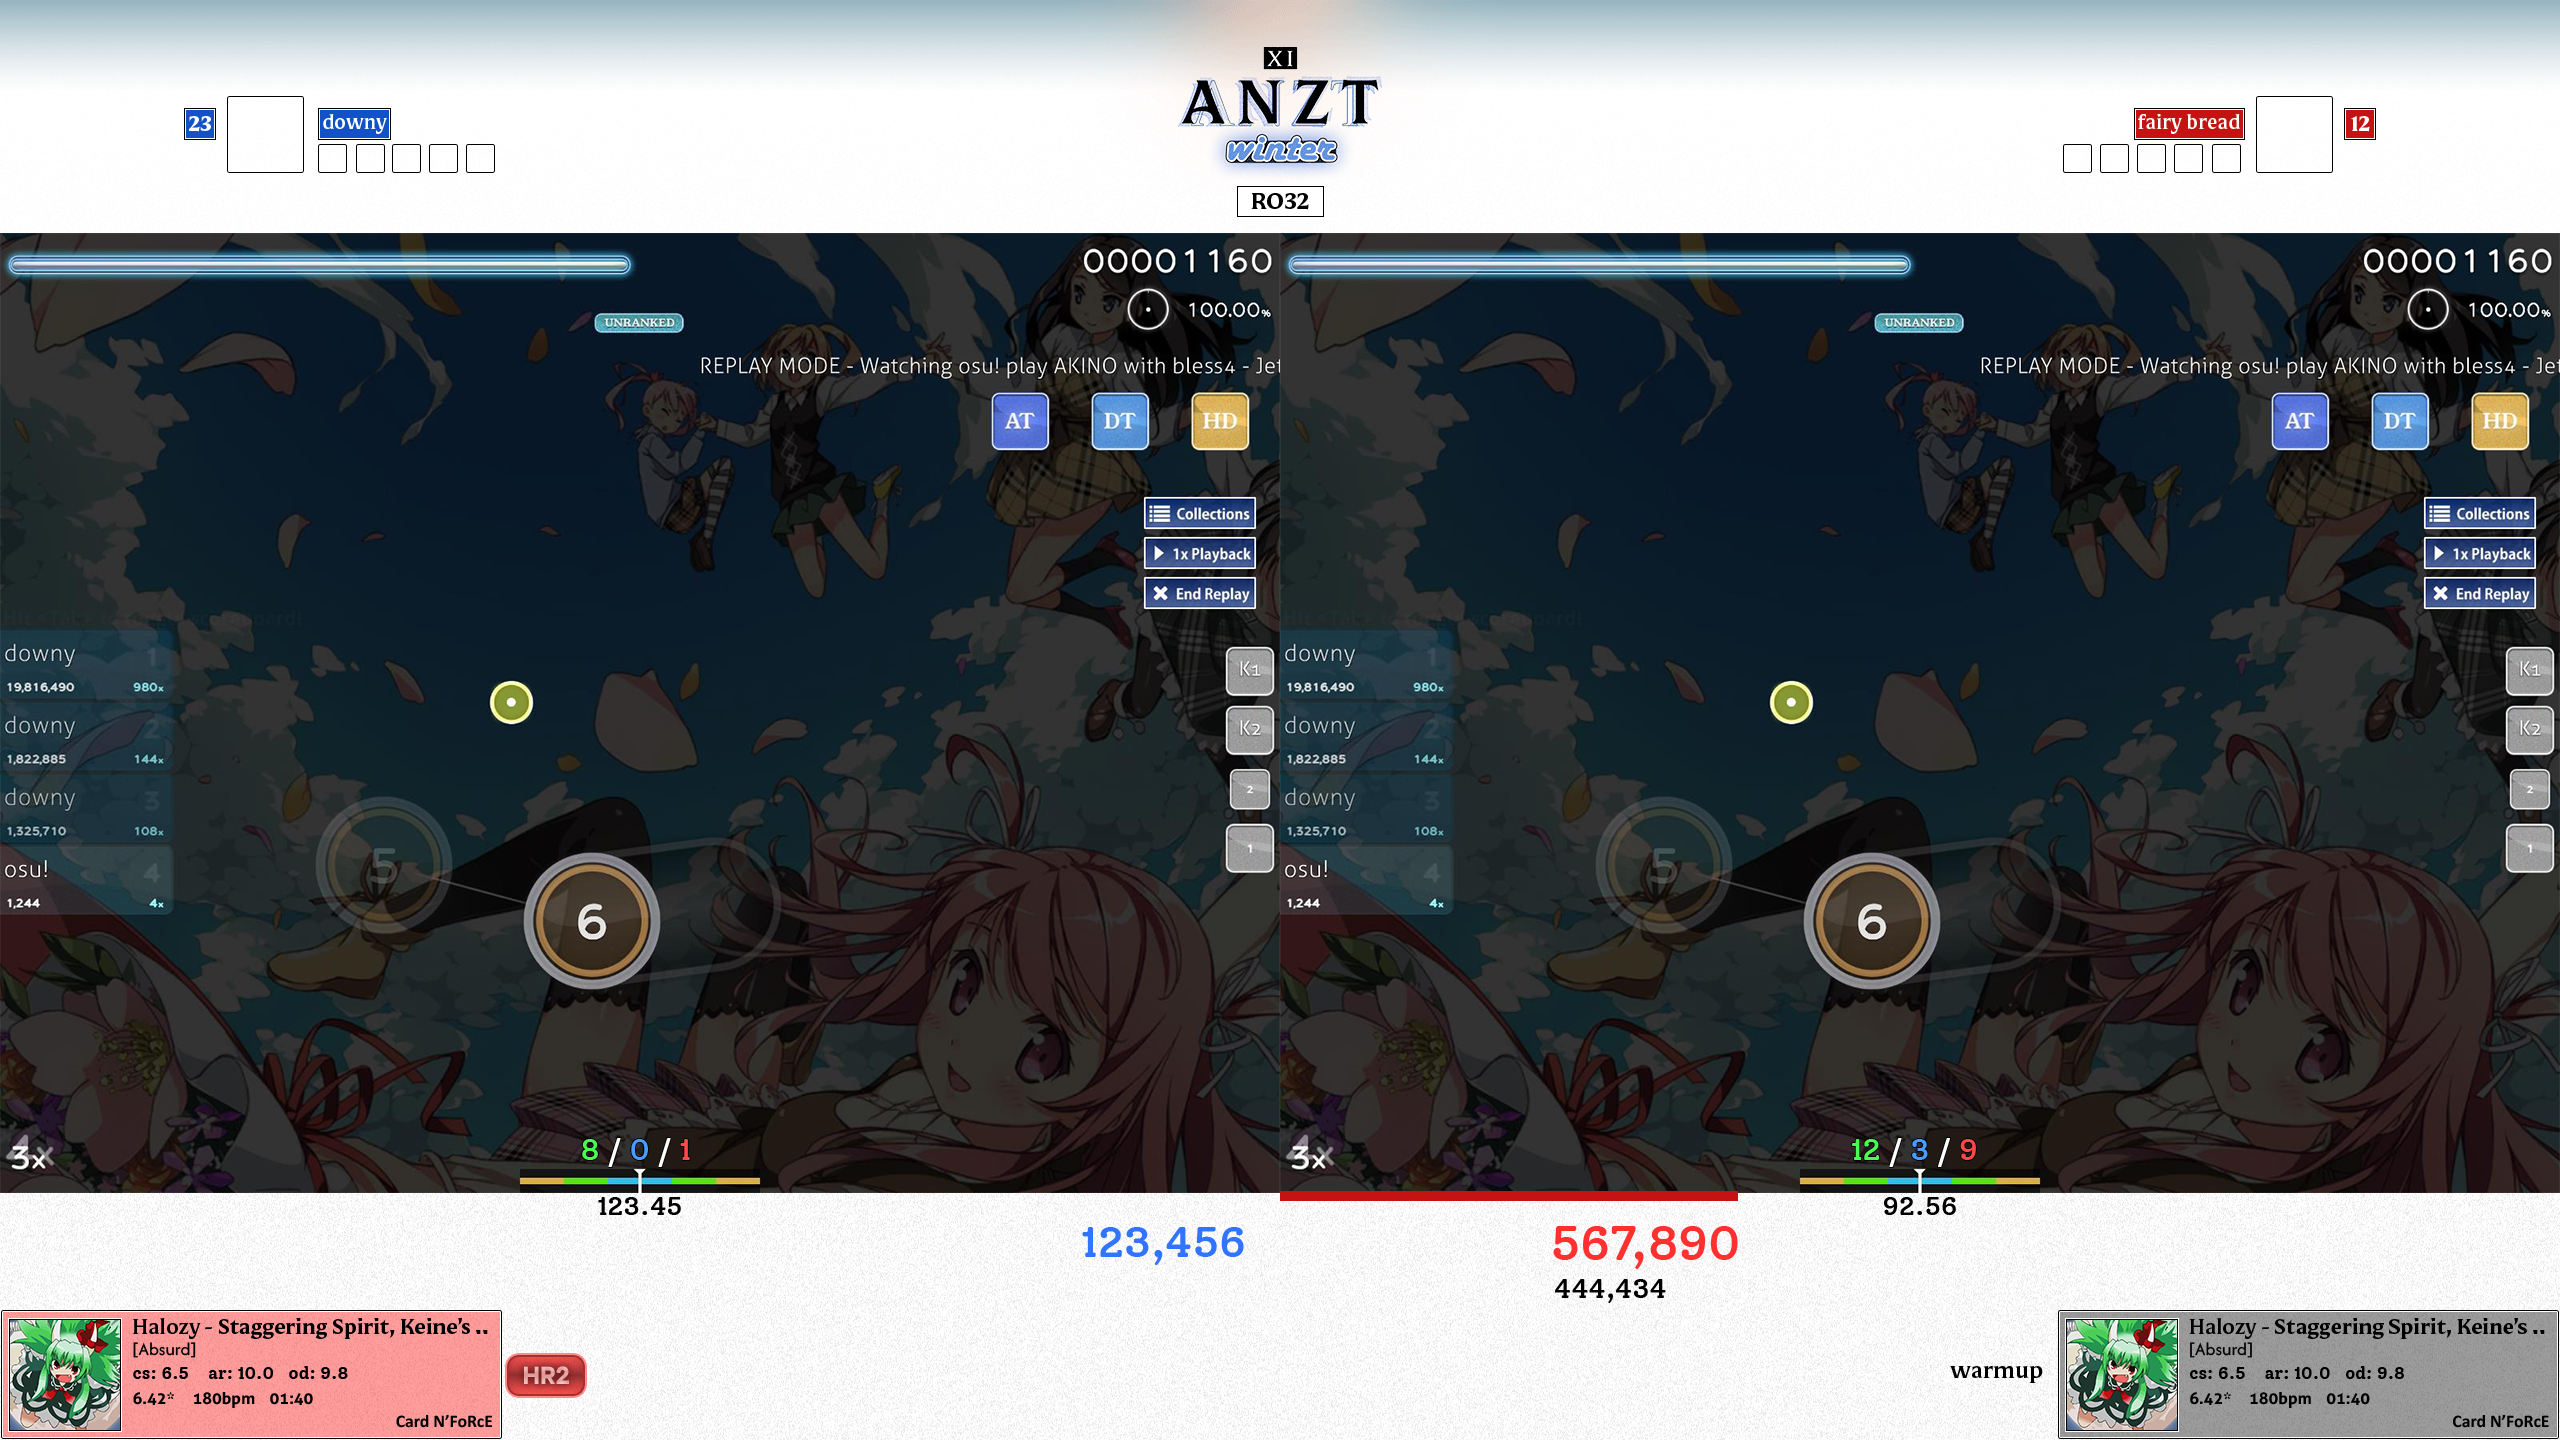 XI
ANZT
winter
RO32
23
downy
fairy bread
12
00001160
100.00%
UNRANKED
REPLAY MODE - Watching osu! play AKINO with bless4 - Jet
AT DT HD
Collections
1x Playback
End Replay
downy 1
19,816,490 980x
downy 2
1,822,885 144x
downy 3
1,325,710 108x
osu! 4
1,244 4x
K1
K2
2
1
5
6
3x
8 / 0 / 1
123.45
00001160
100.00%
UNRANKED
REPLAY MODE - Watching osu! play AKINO with bless4 - Jet
AT DT HD
Collections
1x Playback
End Replay
downy 1
19,816,490 980x
downy 2
1,822,885 144x
downy 3
1,325,710 108x
osu! 4
1,244 4x
K1
K2
2
1
5
6
3x
12 / 3 / 9
92.56
123,456
567,890
444,434
Halozy - Staggering Spirit, Keine's ..
[Absurd]
cs: 6.5 ar: 10.0 od: 9.8
6.42* 180bpm 01:40
Card N'FoRcE
HR2
warmup
Halozy - Staggering Spirit, Keine's ..
[Absurd]
cs: 6.5 ar: 10.0 od: 9.8
6.42* 180bpm 01:40
Card N'FoRcE